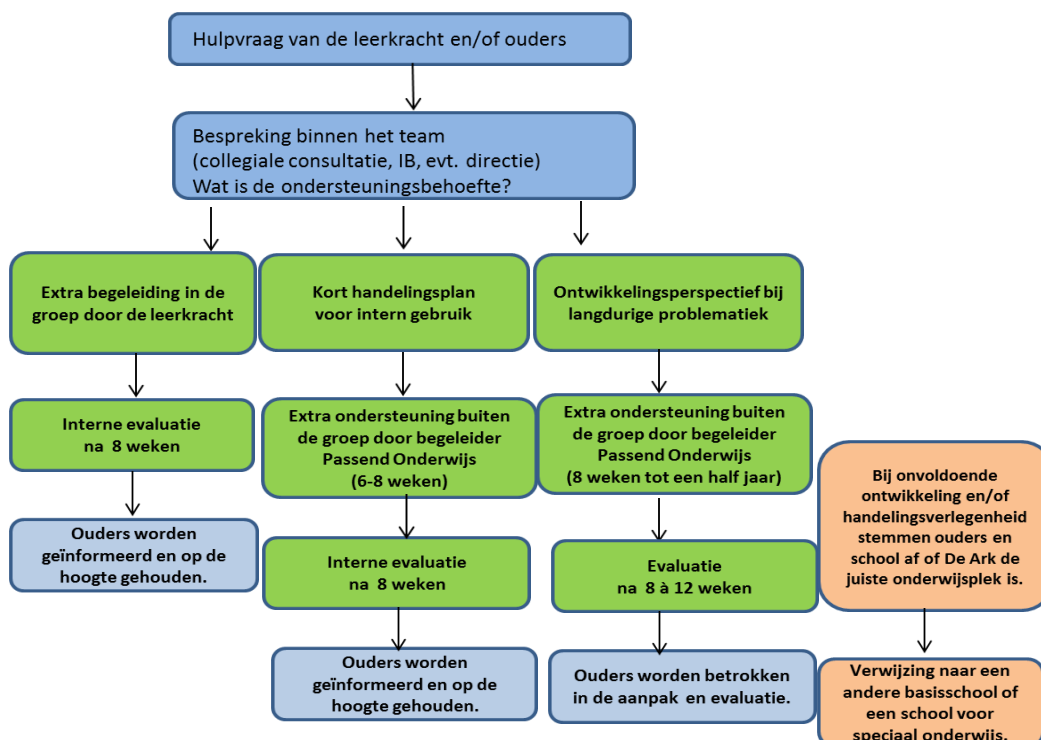 Hulpvraag van de leerkracht en/of ouders
Bespreking binnen het team
(collegiale consultatie, IB, evt. directie)
Wat is de ondersteuningsbehoefte?
Extra begeleiding in de
groep door de leerkracht
Kort handelingsplan
voor intern gebruik
Ontwikkelingsperspectief bij
langdurige problematiek
Interne evaluatie
na 8 weken
Extra ondersteuning buiten
de groep door begeleider
Passend Onderwijs
(6-8 weken)
Extra ondersteuning buiten
de groep door begeleider
Passend Onderwijs
(8 weken tot een half jaar)
Bij onvoldoende
ontwikkeling en/of
handelingsverlegenheid
stemmen ouders en
school af of De Ark de
juiste onderwijsplek is.
Ouders worden
geïnformeerd en op de
hoogte gehouden.
Interne evaluatie
na 8 weken
Evaluatie
na 8 à 12 weken
Ouders worden
geïnformeerd en op de
hoogte gehouden.
Ouders worden betrokken
in de aanpak en evaluatie.
Verwijzing naar een
andere basisschool of
een school voor
speciaal onderwijs.